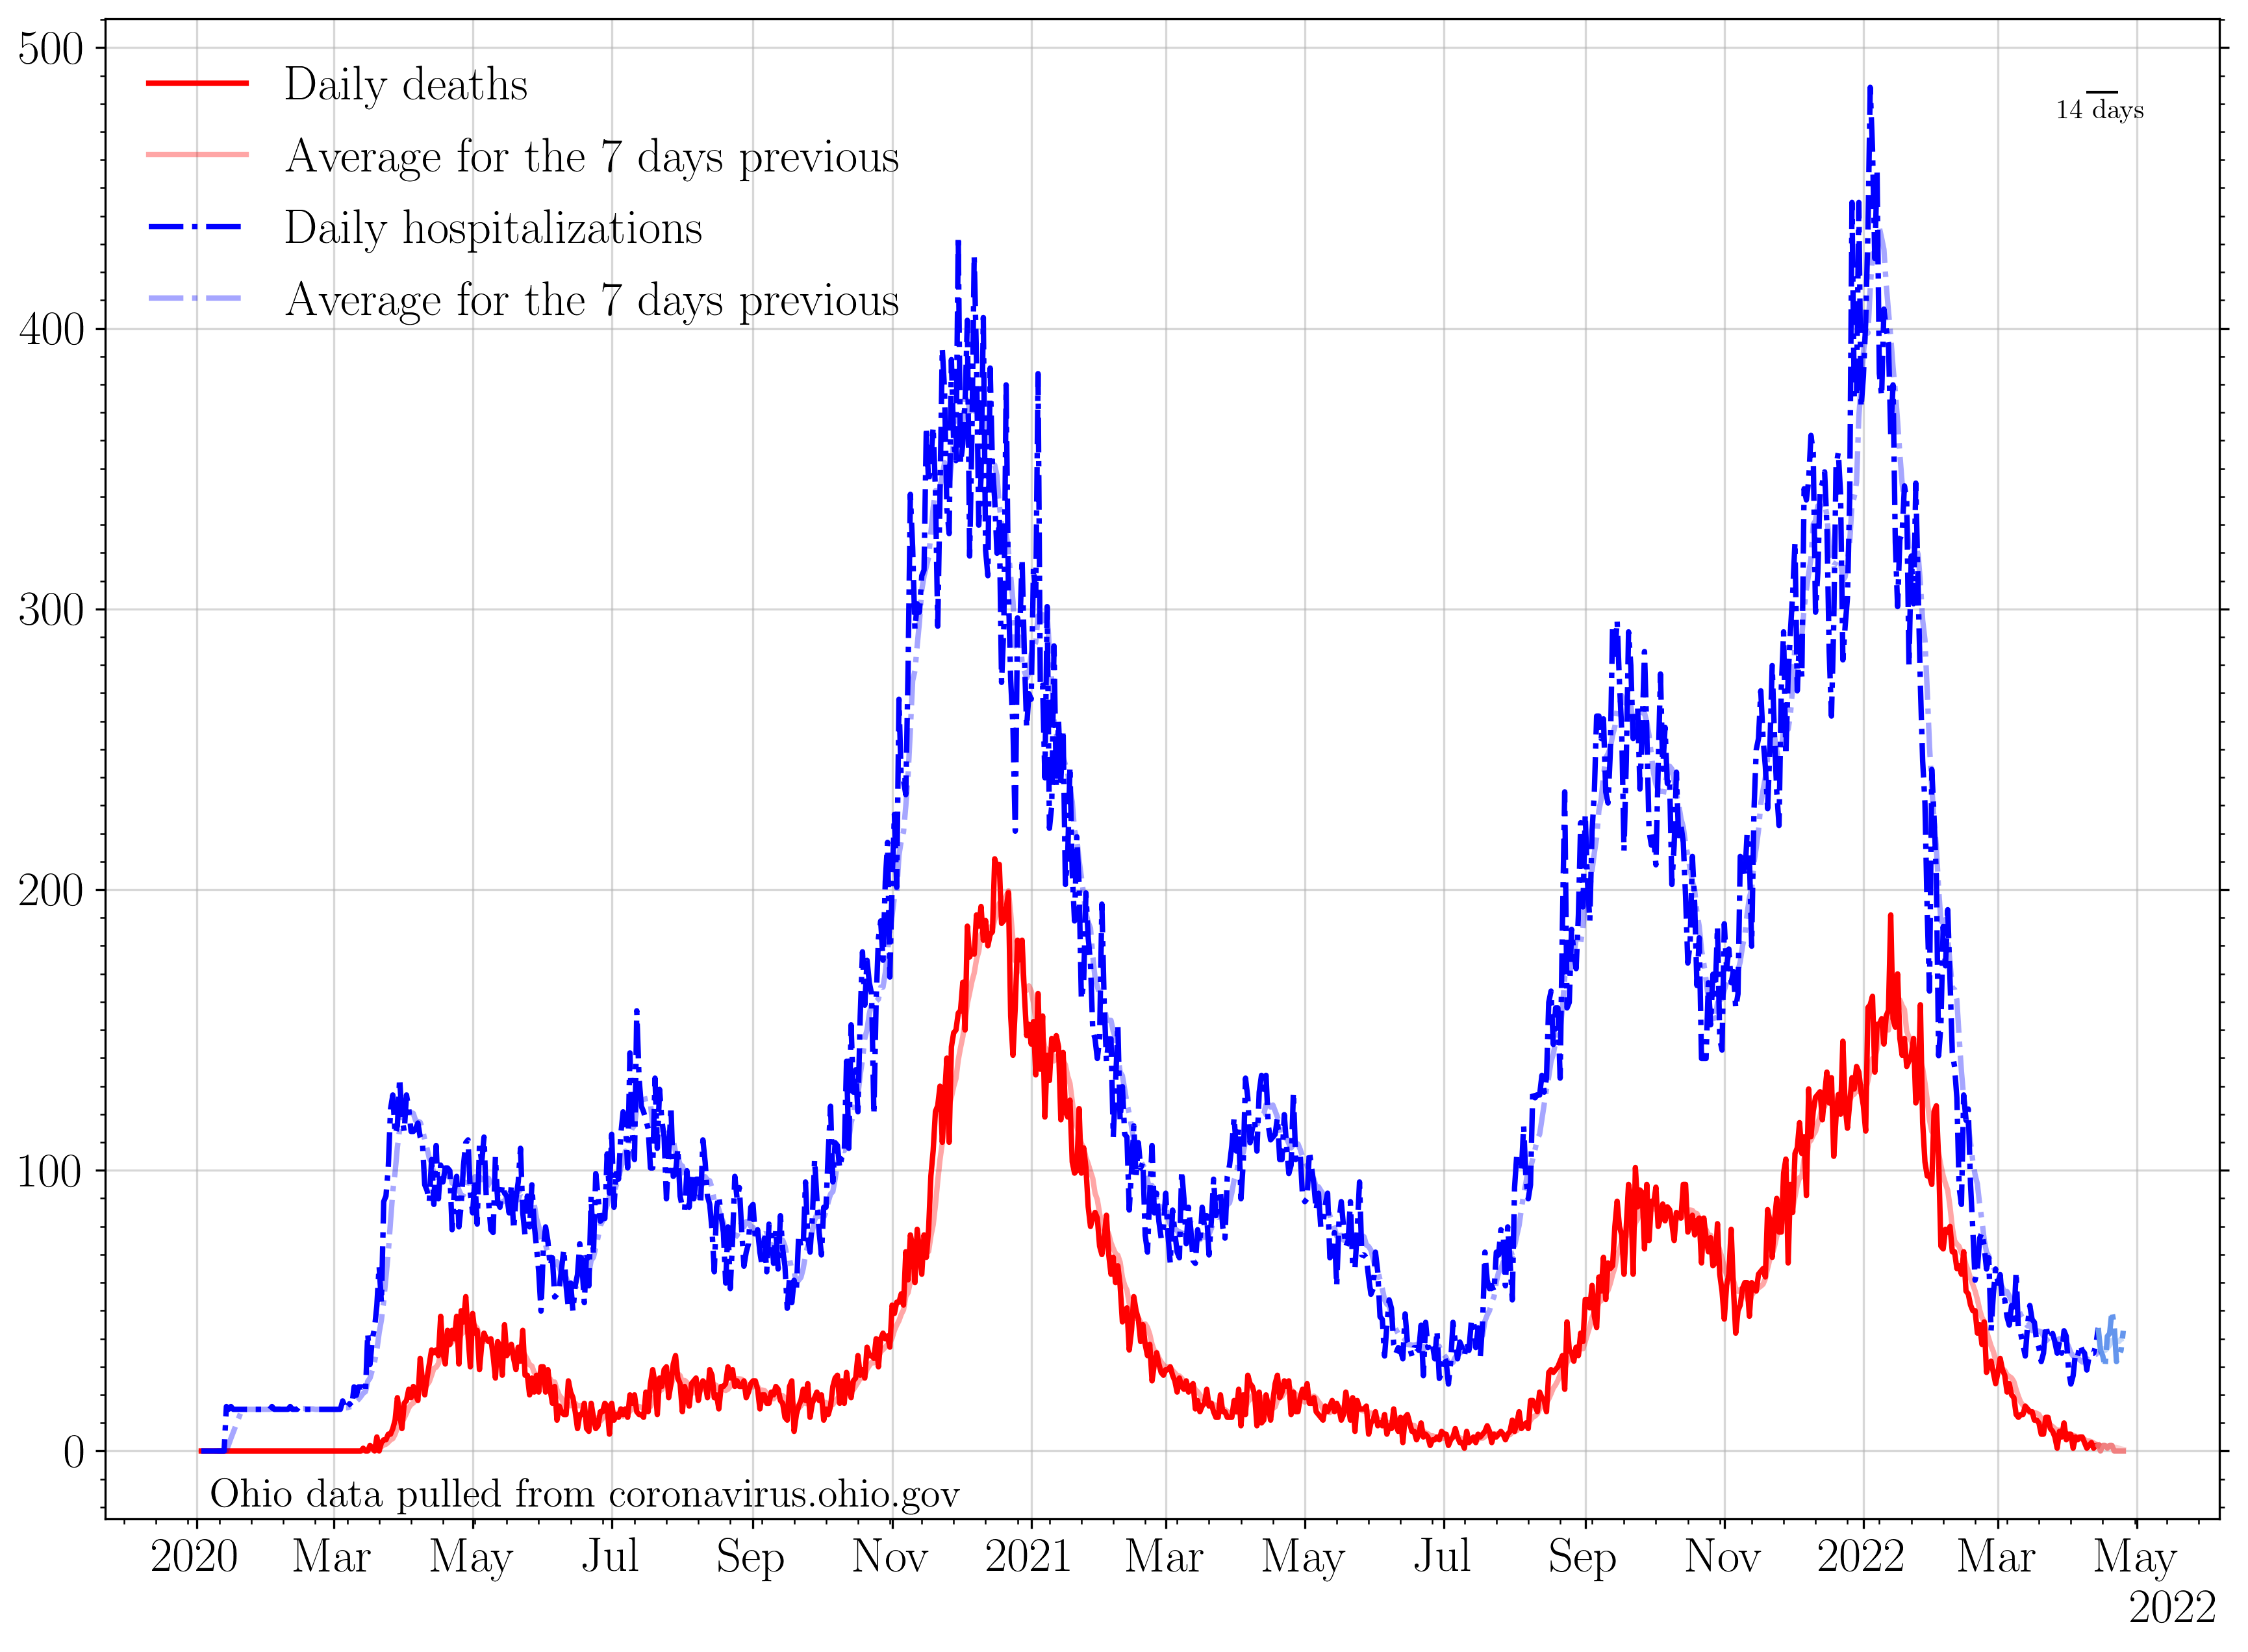 500
400
300
200
100
0
Daily deaths
Average for the 7 days previous
Daily hospitalizations
Average for the 7 days previous
14 days
Ohio data pulled from coronavirus.ohio.gov
2020 Mar May Jul Sep Nov 2021 Mar May Jul Sep Nov 2022 Mar May
2022